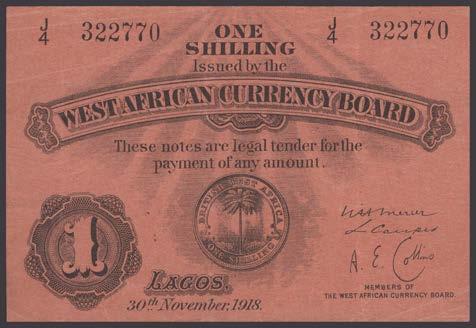 J/4 322770 ONE J/4 322770
SHILLING
Issued by the
WEST AFRICAN CURRENCY BOARD
These notes are legal tender for the
payment of any amount.
BRITISH WEST AFRICA
ONE SHILLING
1
A. E. Collins
LAGOS,
30th November, 1918.
MEMBERS OF
THE WEST AFRICAN CURRENCY BOARD.